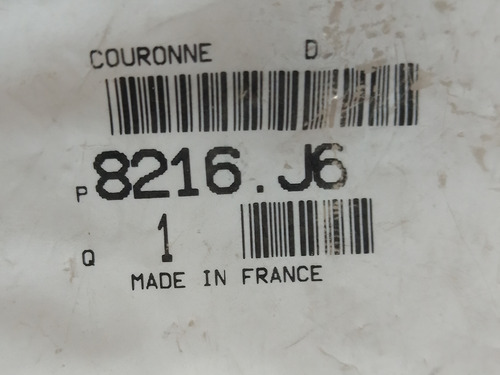 COURONNE D
P 8216.J6
Q 1
MADE IN FRANCE